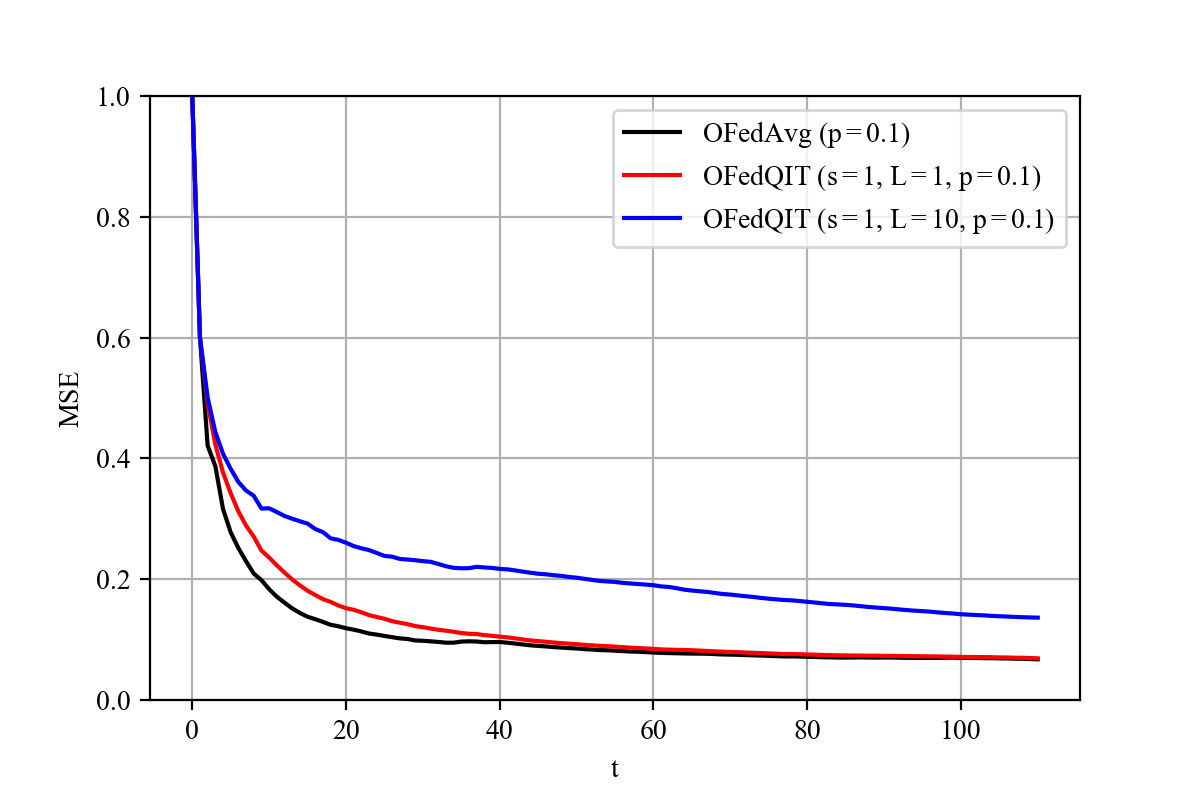 1.0
0.8
0.6
0.4
0.2
0.0
MSE
OFedAvg (p=0.1)
OFedQIT (s=1, L=1, p=0.1)
OFedQIT (s=1, L=10, p=0.1)
0 20 40 60 80 100
t